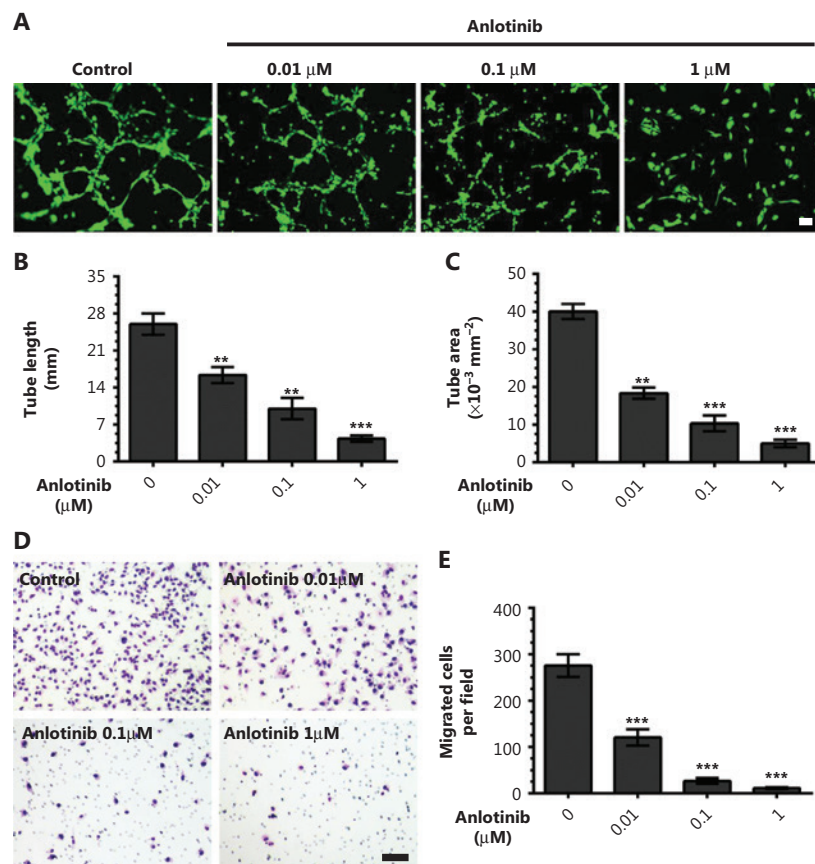 A
Anlotinib
Control
0.01 μM
0.1 μM
1 μM
B
35
28
21
14
7
0
Tube length
(mm)
**
**
***
Anlotinib
(μM)
0
0.01
0.1
1
C
50
40
30
20
10
0
Tube area
(×10⁻³ mm⁻²)
**
***
***
Anlotinib
(μM)
0
0.01
0.1
1
D
Control
Anlotinib 0.01μM
Anlotinib 0.1μM
Anlotinib 1μM
E
400
300
200
100
0
Migrated cells
per field
***
***
***
Anlotinib
(μM)
0
0.01
0.1
1